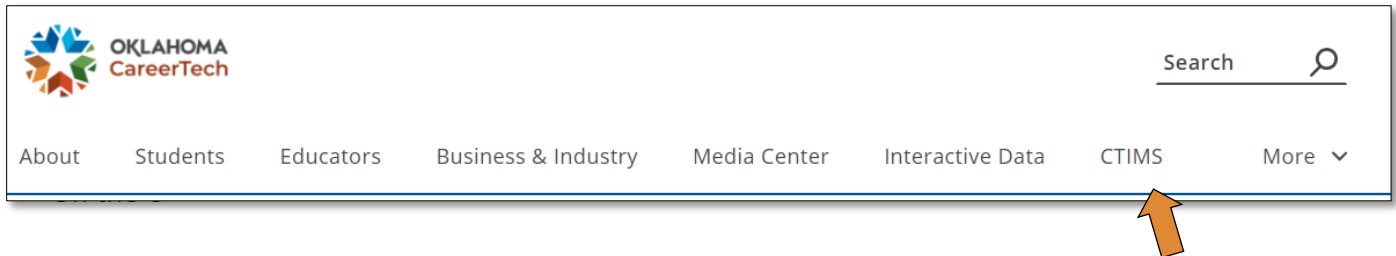 OKLAHOMA
CareerTech
Search
About Students Educators Business & Industry Media Center Interactive Data CTIMS More